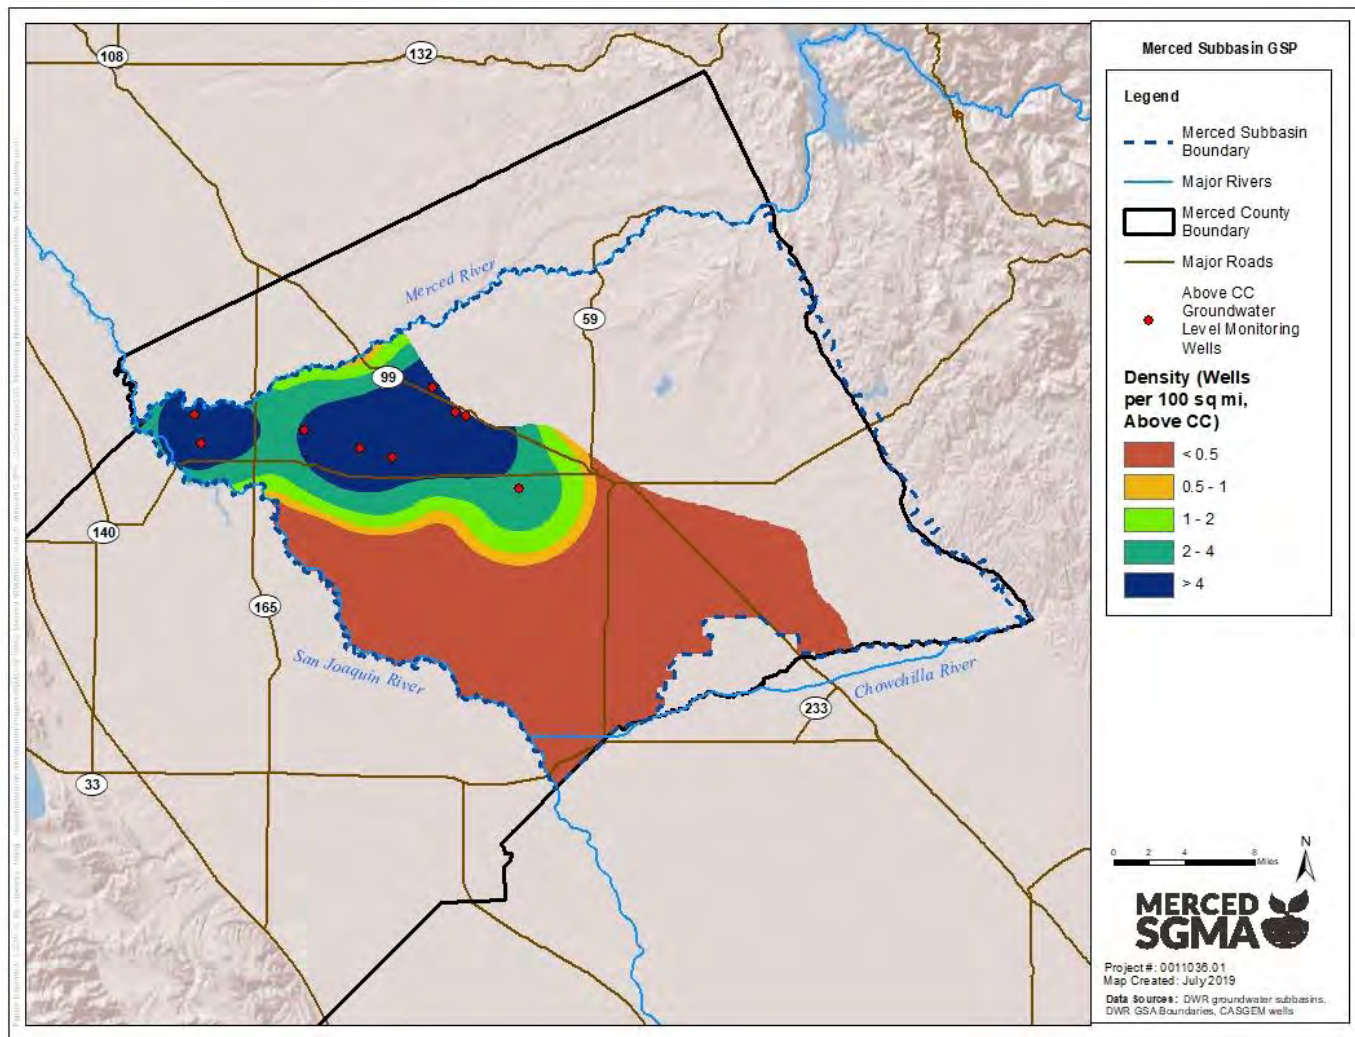 108
132
Merced River
59
99
140
165
San Joaquin River
Chowchilla River
233
33
Merced Subbasin GSP
Legend
Merced Subbasin
Boundary
Major Rivers
Merced County
Boundary
Major Roads
Above CC
Groundwater
Level Monitoring
Wells
Density (Wells
per 100 sq mi,
Above CC)
< 0.5
0.5 - 1
1 - 2
2 - 4
> 4
N
0 2 4 8
Miles
MERCED
SGMA
Project #: 0011036.01
Map Created: July 2019
Data Sources: DWR groundwater subbasins,
DWR GSA Boundaries, CASGEM wells